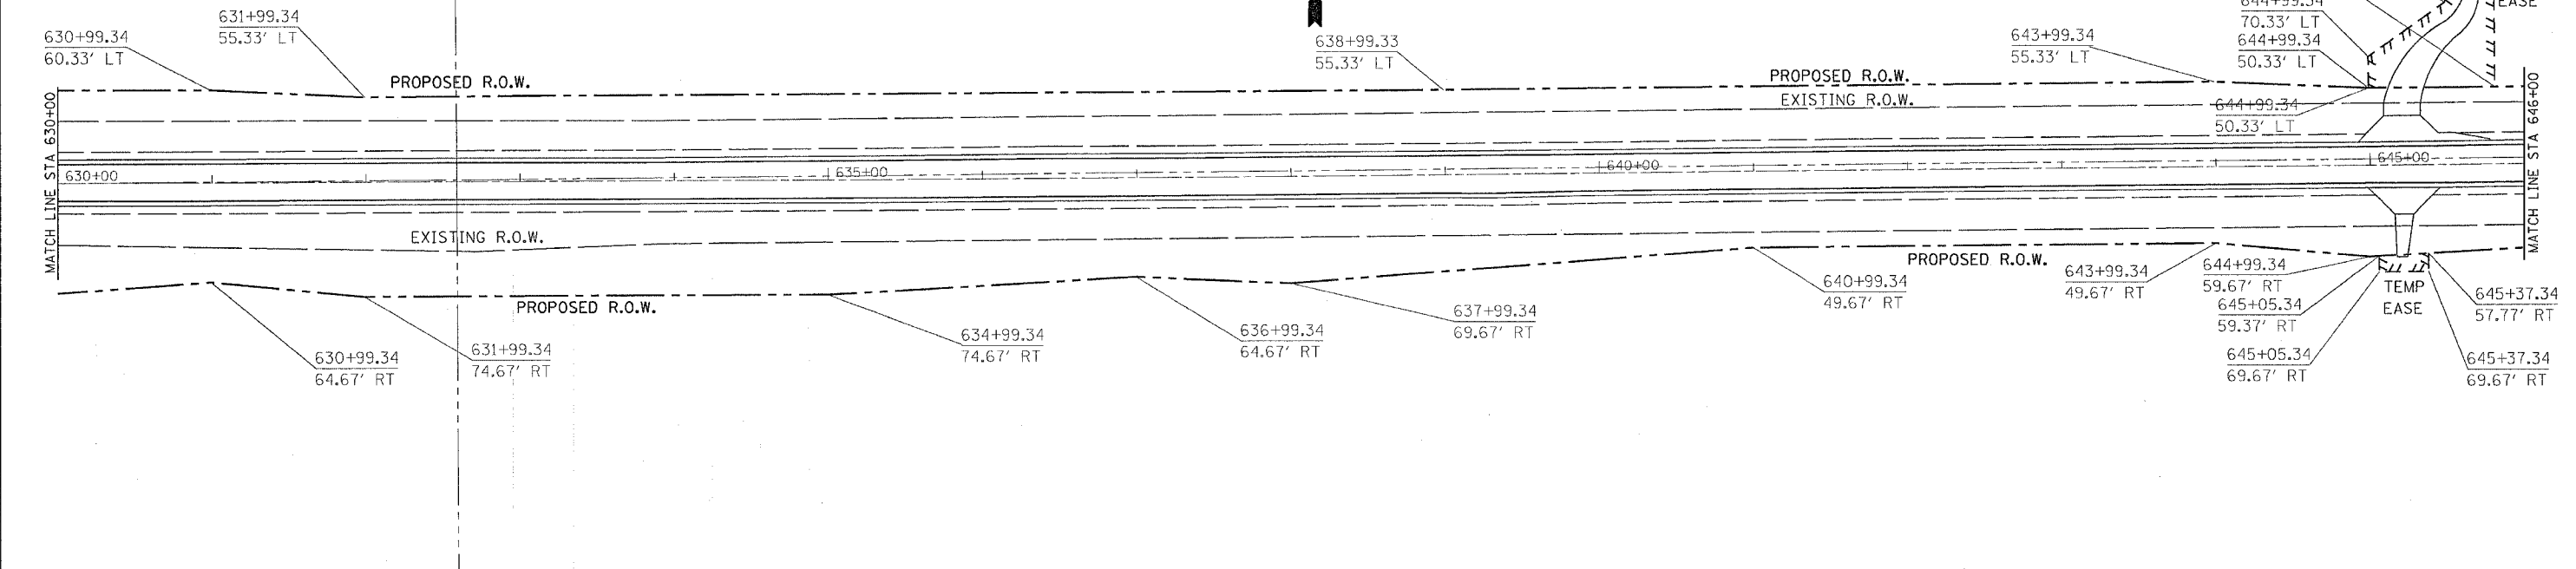 631+99.34
55.33' LT
630+99.34
60.33' LT
638+99.33
55.33' LT
643+99.34
55.33' LT
644+99.34
70.33' LT
644+99.34
50.33' LT
EASE
PROPOSED R.O.W.
PROPOSED R.O.W.
EXISTING R.O.W.
644+99.34
50.33' LT
MATCH LINE STA 630+00
MATCH LINE STA 646+00
630+00
635+00
640+00
645+00
EXISTING R.O.W.
PROPOSED R.O.W.
PROPOSED R.O.W.
630+99.34
64.67' RT
631+99.34
74.67' RT
634+99.34
74.67' RT
636+99.34
64.67' RT
637+99.34
69.67' RT
640+99.34
49.67' RT
643+99.34
49.67' RT
644+99.34
59.67' RT
645+05.34
59.37' RT
TEMP
EASE
645+37.34
57.77' RT
645+05.34
69.67' RT
645+37.34
69.67' RT